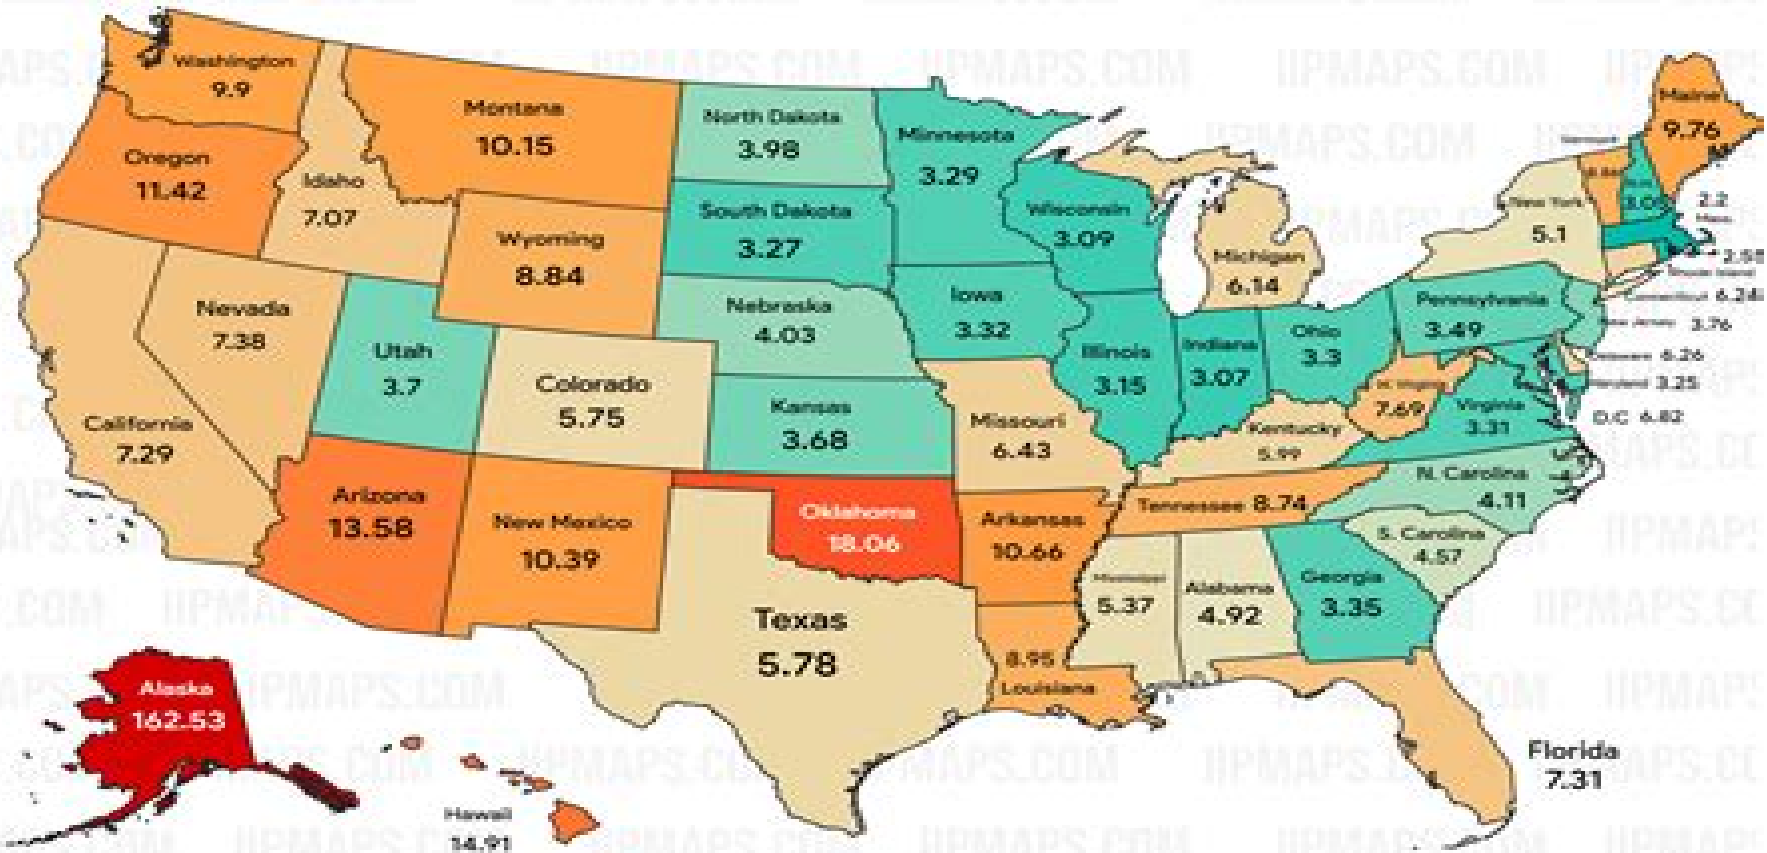 Washington
9.9
Oregon
11.42
Idaho
7.07
Montana
10.15
Wyoming
8.84
North Dakota
3.98
South Dakota
3.27
Nebraska
4.03
Kansas
3.68
Minnesota
3.29
Iowa
3.32
Wisconsin
3.09
Michigan
6.14
Illinois
3.15
Indiana
3.07
Ohio
3.3
Pennsylvania
3.49
New York
5.1
Vermont
Maine
9.76
2.2
Mass.
2.55
Rhode Island
Connecticut 6.24
New Jersey 3.76
Delaware 6.26
Maryland 3.25
D.C 6.82
W. Virginia
7.69
Virginia
3.31
Kentucky
5.99
N. Carolina
4.11
Tennessee 8.74
S. Carolina
4.57
Georgia
3.35
Alabama
4.92
Mississippi
5.37
Louisiana
8.95
Arkansas
10.66
Missouri
6.43
Oklahoma
18.06
Texas
5.78
New Mexico
10.39
Arizona
13.58
Colorado
5.75
Utah
3.7
Nevada
7.38
California
7.29
Florida
7.31
Alaska
162.53
Hawaii
14.91
IIPMAPS.COM